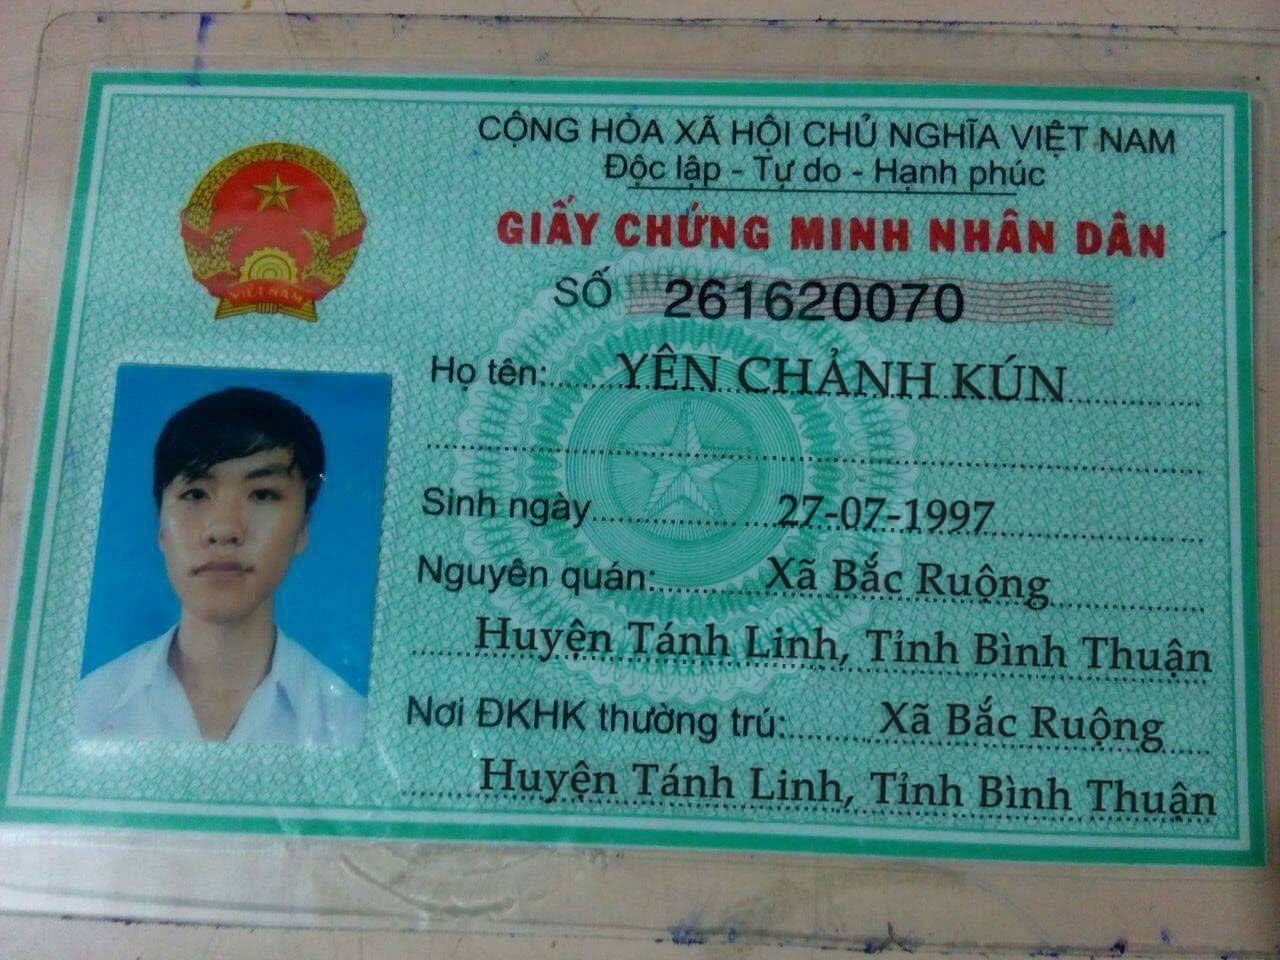 CỘNG HÒA XÃ HỘI CHỦ NGHĨA VIỆT NAM
Độc lập - Tự do - Hạnh phúc
GIẤY CHỨNG MINH NHÂN DÂN
SỐ 261620070
VIỆT NAM
Họ tên: YÊN CHẢNH KÚN
Sinh ngày 27-07-1997
Nguyên quán: Xã Bắc Ruộng
Huyện Tánh Linh, Tỉnh Bình Thuận
Nơi ĐKHK thường trú: Xã Bắc Ruộng
Huyện Tánh Linh, Tỉnh Bình Thuận